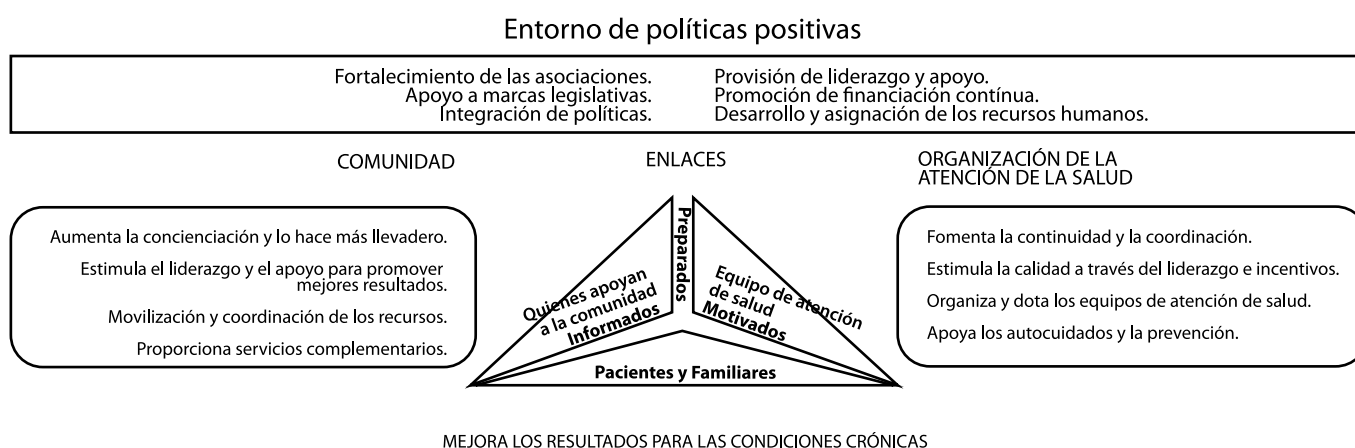 Entorno de políticas positivas
Fortalecimiento de las asociaciones.
Apoyo a marcas legislativas.
Integración de políticas.
Provisión de liderazgo y apoyo.
Promoción de financiación contínua.
Desarrollo y asignación de los recursos humanos.
COMUNIDAD
Aumenta la concienciación y lo hace más llevadero.
Estimula el liderazgo y el apoyo para promover
mejores resultados.
Movilización y coordinación de los recursos.
Proporciona servicios complementarios.
ENLACES
Quienes apoyan
a la comunidad
Informados
Preparados
Equipo de atención
de salud
Motivados
Pacientes y Familiares
ORGANIZACIÓN DE LA
ATENCIÓN DE LA SALUD
Fomenta la continuidad y la coordinación.
Estimula la calidad a través del liderazgo e incentivos.
Organiza y dota los equipos de atención de salud.
Apoya los autocuidados y la prevención.
MEJORA LOS RESULTADOS PARA LAS CONDICIONES CRÓNICAS